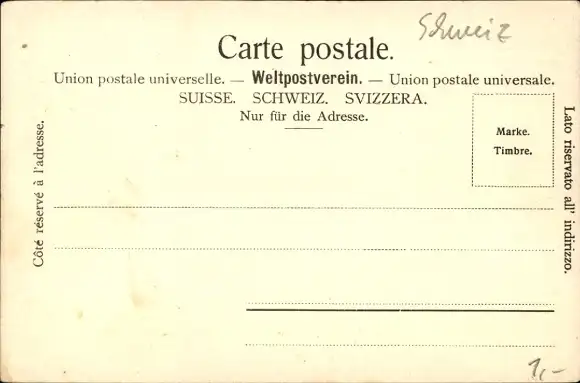 Schweiz
Carte postale.
Union postale universelle. — Weltpostverein. — Union postale universale.
SUISSE. SCHWEIZ. SVIZZERA.
Nur für die Adresse.
Marke.
Timbre.
Côté réservé à l'adresse.
Lato riservato all' indirizzo.
1,-